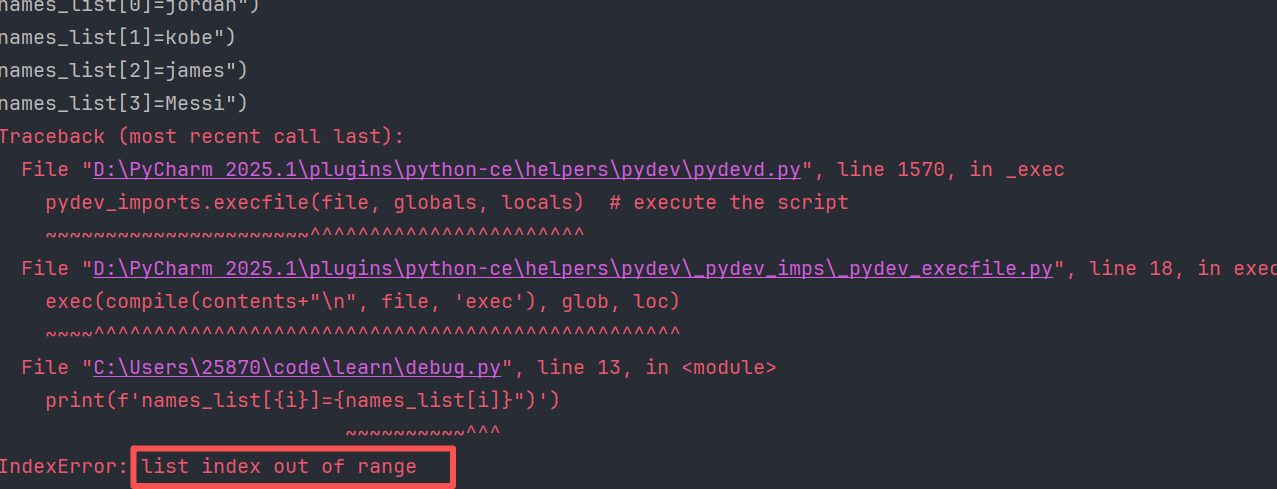 names_list[0]=jordan")
names_list[1]=kobe")
names_list[2]=james")
names_list[3]=Messi")
Traceback (most recent call last):
  File "D:\PyCharm 2025.1\plugins\python-ce\helpers\pydev\pydevd.py", line 1570, in _exec
    pydev_imports.execfile(file, globals, locals)  # execute the script
    ~~~~~~~~~~~~~~~~~~~~~~^^^^^^^^^^^^^^^^^^^^^^^
  File "D:\PyCharm 2025.1\plugins\python-ce\helpers\pydev\_pydev_imps\_pydev_execfile.py", line 18, in exec
    exec(compile(contents+"\n", file, 'exec'), glob, loc)
    ~~~~^^^^^^^^^^^^^^^^^^^^^^^^^^^^^^^^^^^^^^^^^^^^^^^^^
  File "C:\Users\25870\code\learn\debug.py", line 13, in <module>
    print(f'names_list[{i}]={names_list[i]}")')
                             ~~~~~~~~~~^^^
IndexError: list index out of range